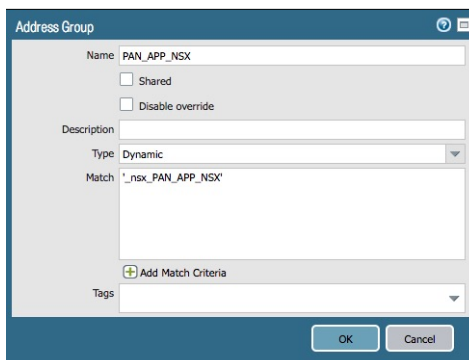 Address Group
Name PAN_APP_NSX
Shared
Disable override
Description
Type Dynamic
Match '_nsx_PAN_APP_NSX'
Add Match Criteria
Tags
OK Cancel